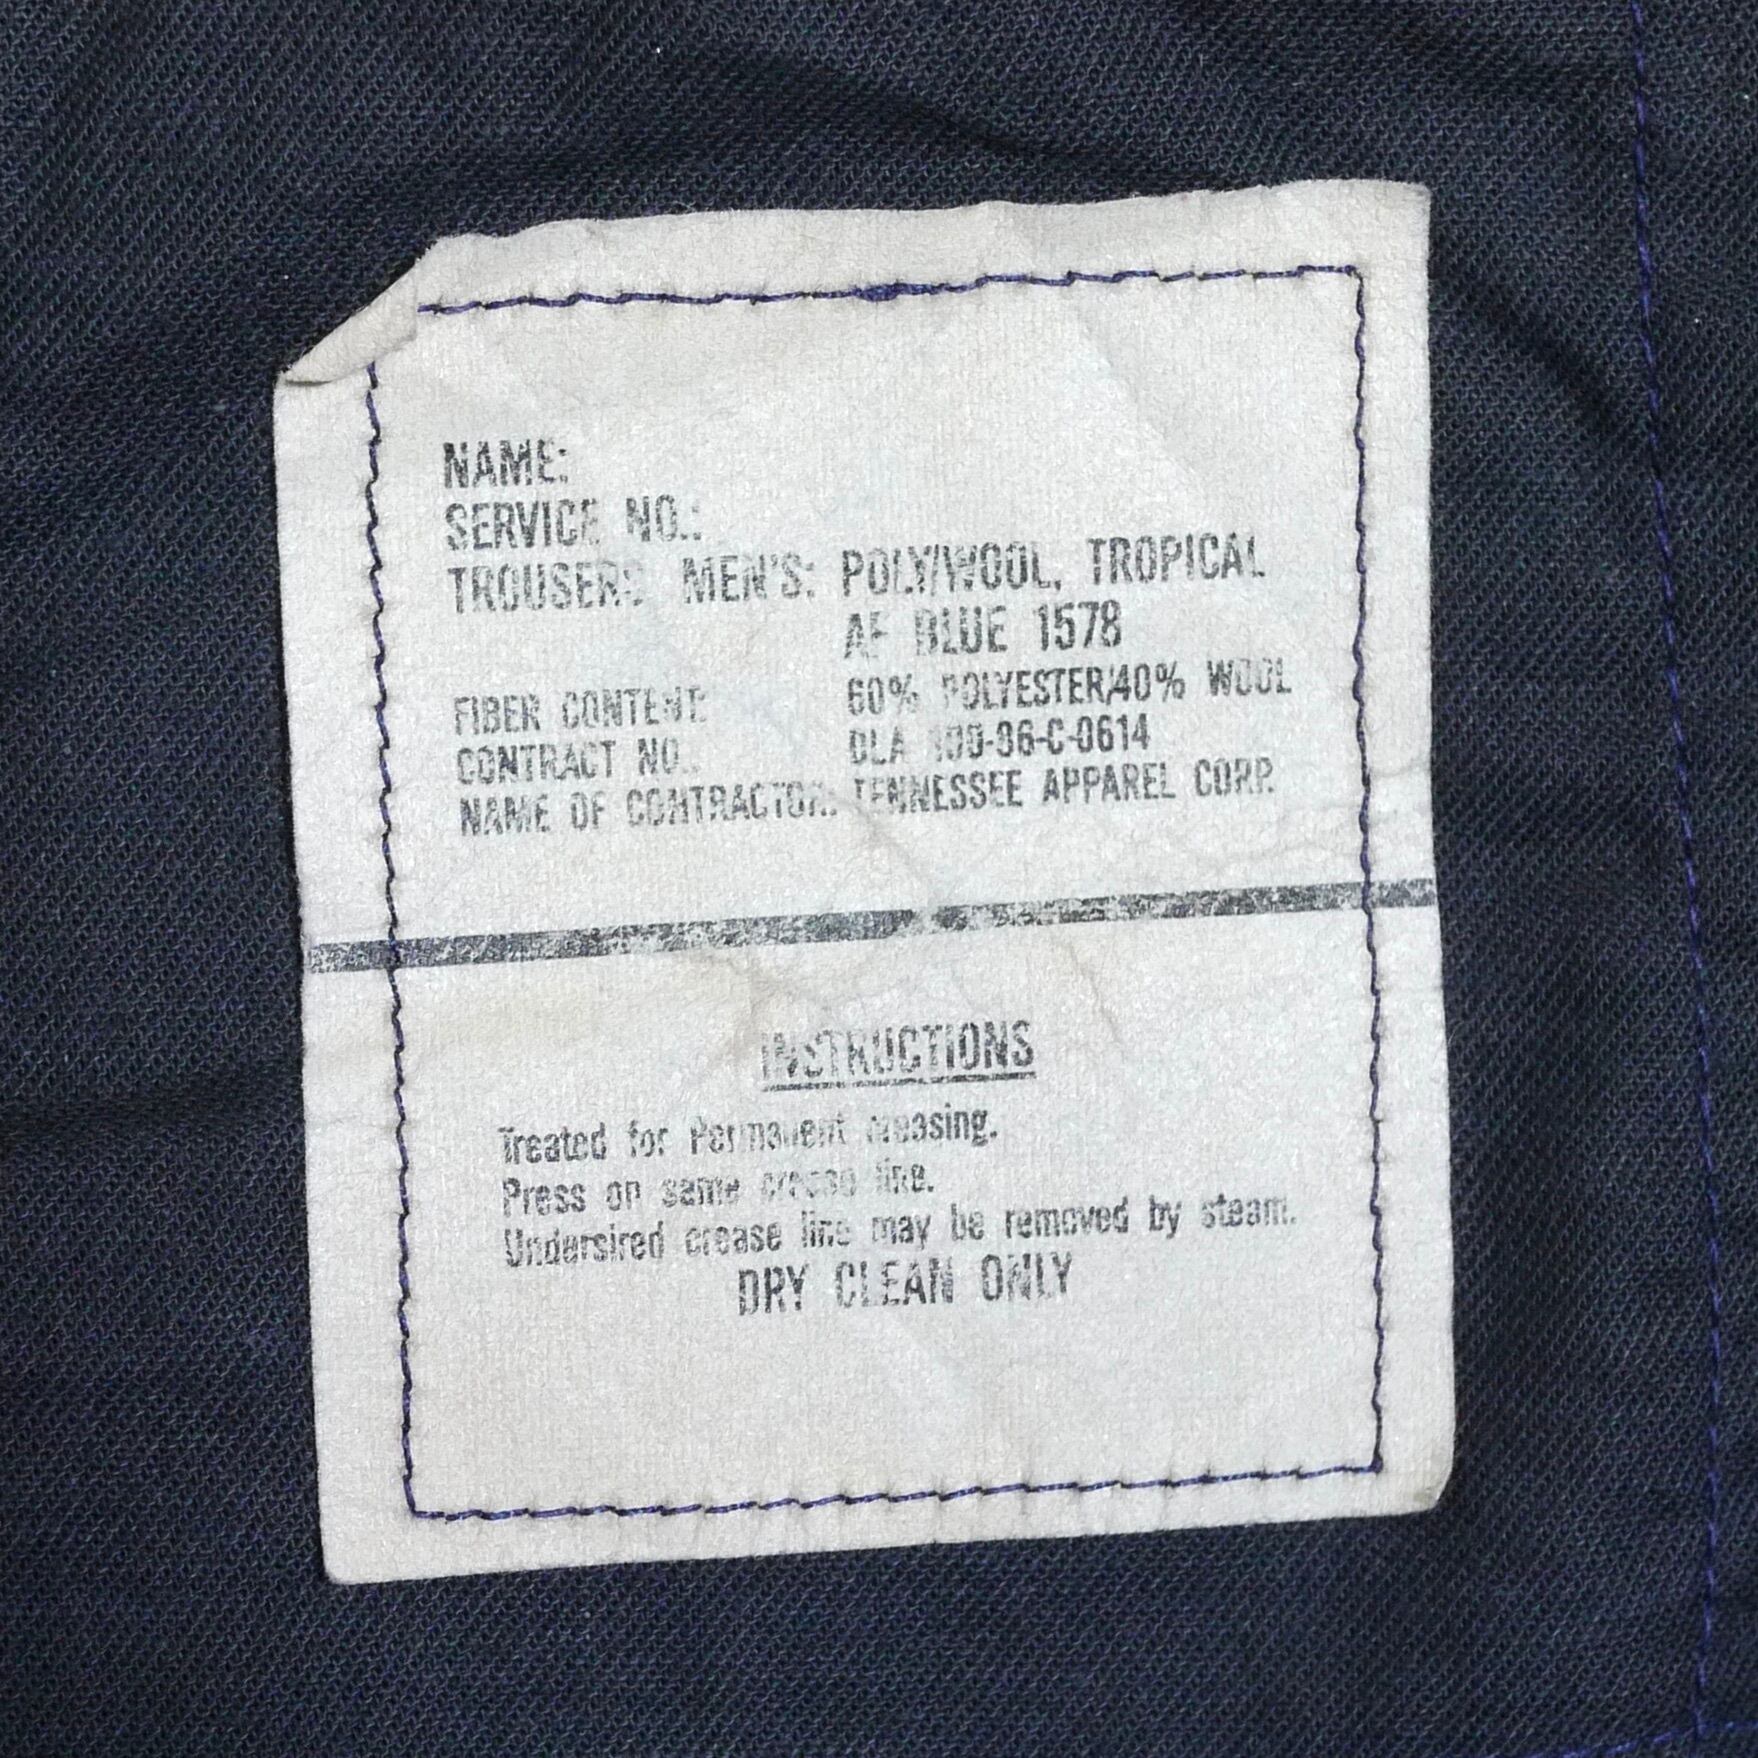 NAME:
SERVICE NO.:
TROUSERS MEN'S: POLY/WOOL, TROPICAL
AF BLUE 1578
FIBER CONTENT: 60% POLYESTER/40% WOOL
CONTRACT NO.: DLA 100-86-C-0614
NAME OF CONTRACTOR: TENNESSEE APPAREL CORP.
INSTRUCTIONS
Treated for Permanent creasing.
Press on same crease line.
Undersired crease line may be removed by steam.
DRY CLEAN ONLY